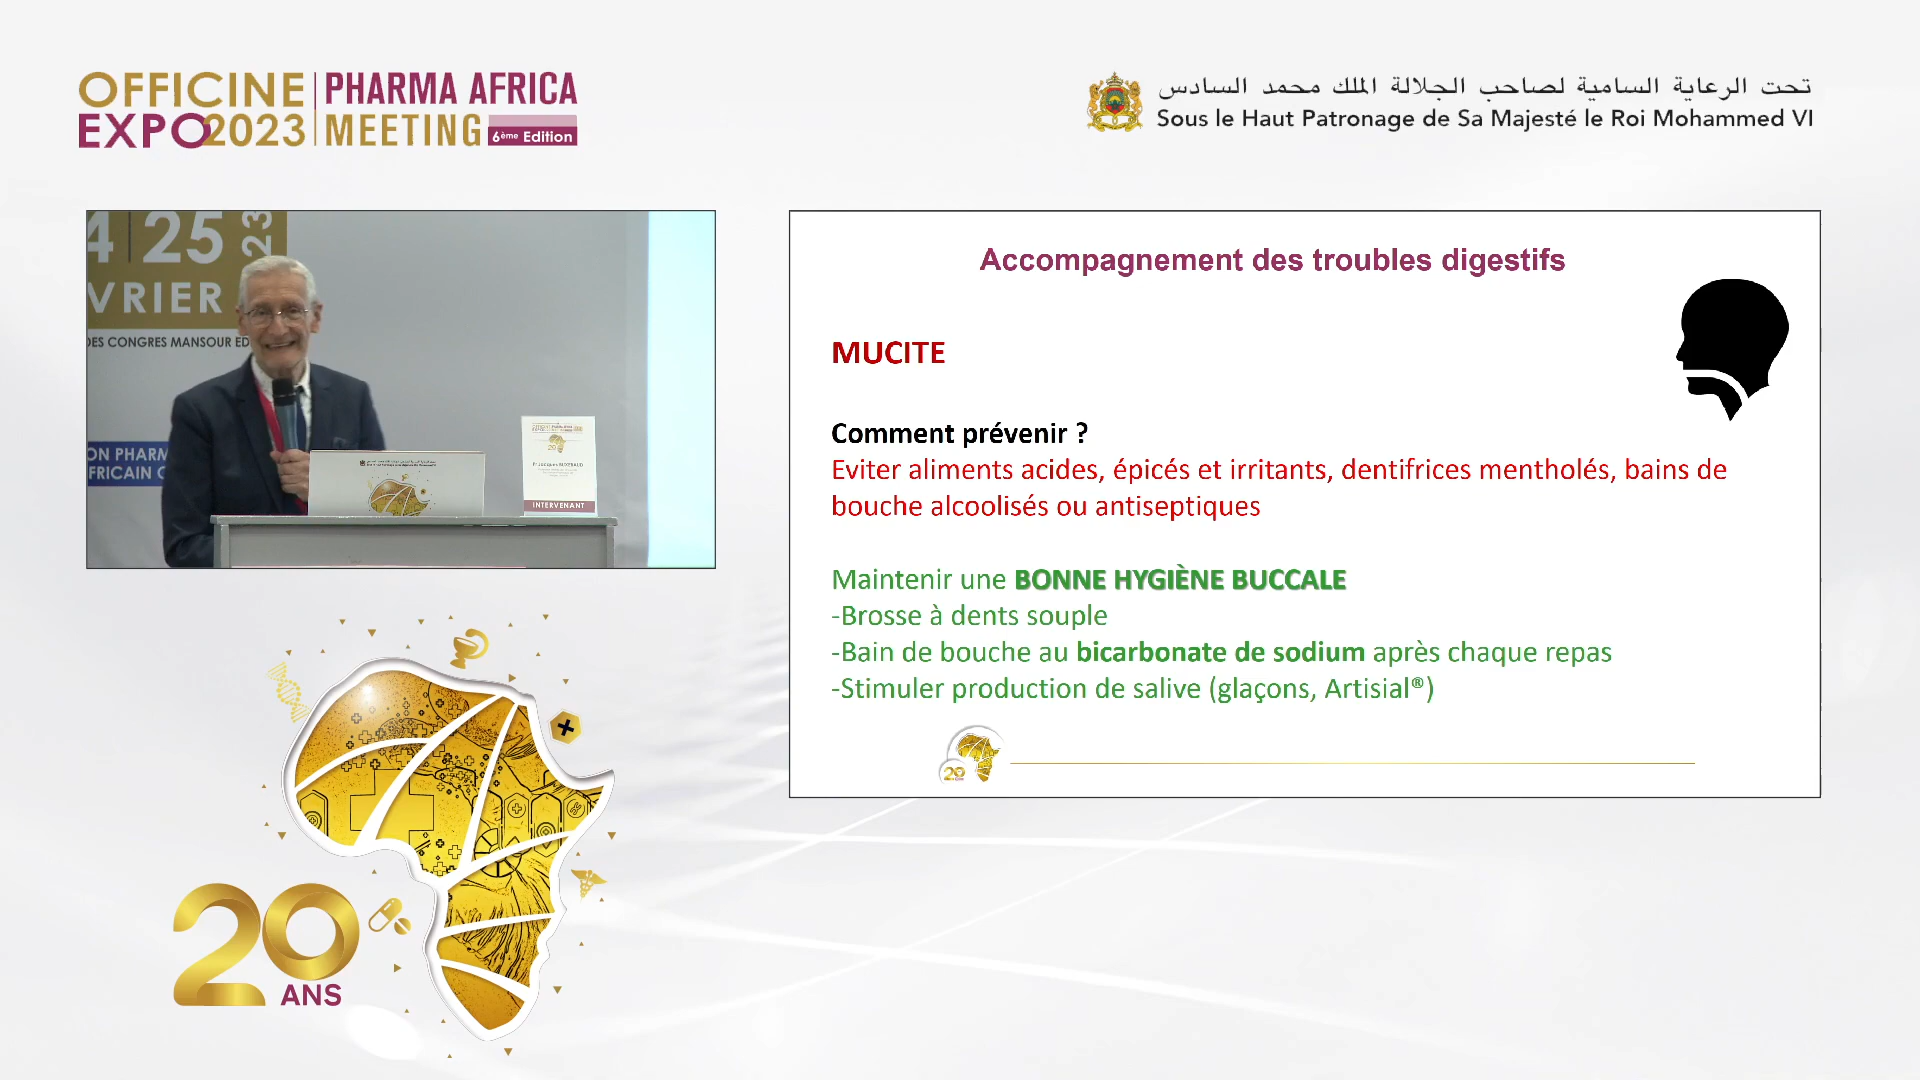 OFFICINE
EXPO2023
PHARMA AFRICA
MEETING
6ème Edition
تحت الرعاية السامية لصاحب الجلالة الملك محمد السادس
Sous le Haut Patronage de Sa Majesté le Roi Mohammed VI
4 | 25
23
VRIER
DES CONGRES MANSOUR ED
ON PHARM
FRICAIN
INTERVENANT
Accompagnement des troubles digestifs
MUCITE
Comment prévenir ?
Eviter aliments acides, épicés et irritants, dentifrices mentholés, bains de
bouche alcoolisés ou antiseptiques
Maintenir une BONNE HYGIÈNE BUCCALE
-Brosse à dents souple
-Bain de bouche au bicarbonate de sodium après chaque repas
-Stimuler production de salive (glaçons, Artisial®)
20
20
ANS